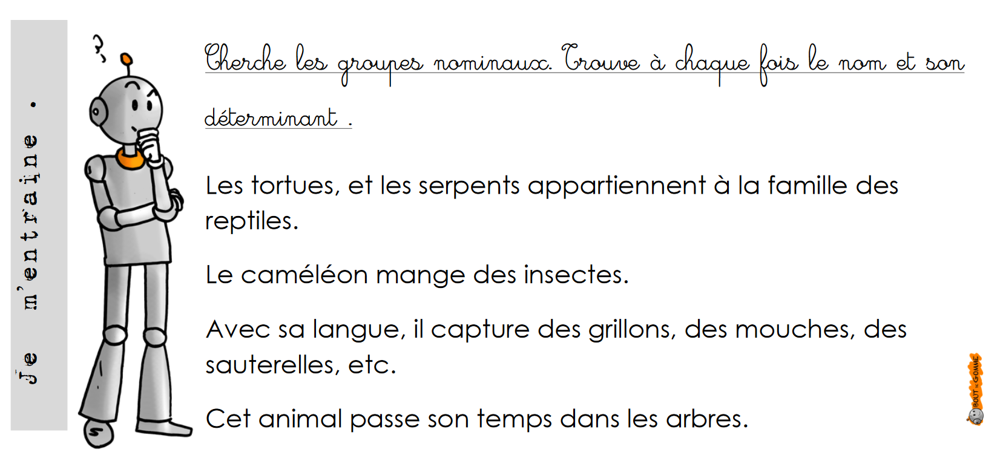 Je m'entraine .
Cherche les groupes nominaux. Trouve à chaque fois le nom et son
déterminant .
Les tortues, et les serpents appartiennent à la famille des
reptiles.
Le caméléon mange des insectes.
Avec sa langue, il capture des grillons, des mouches, des
sauterelles, etc.
Cet animal passe son temps dans les arbres.
BOUT DE GOMME